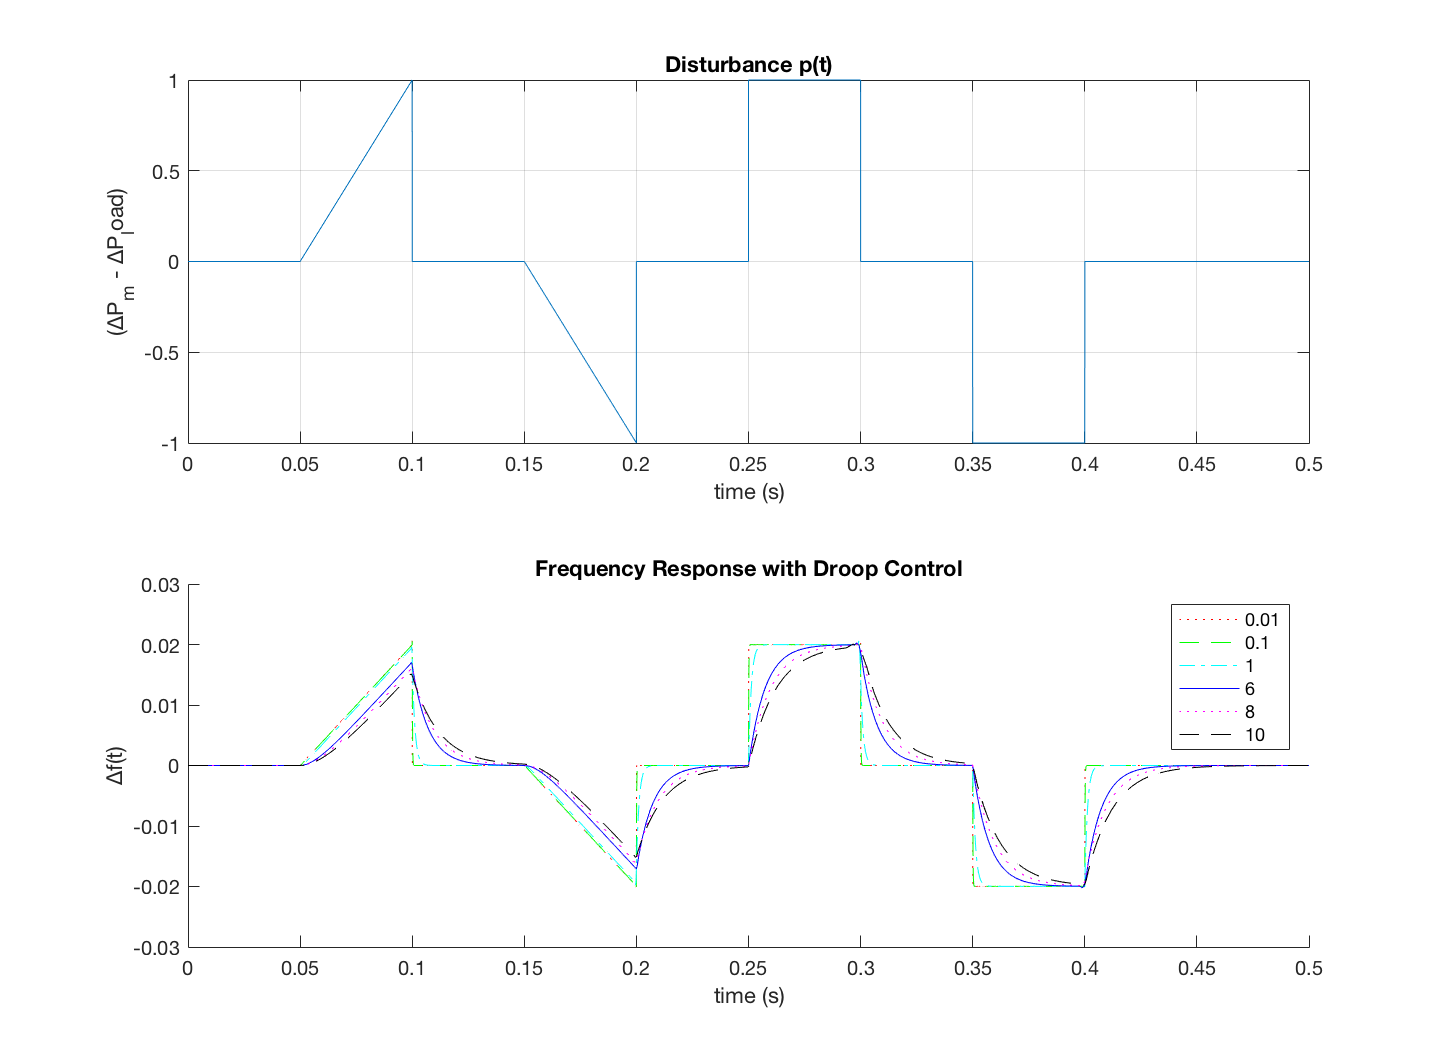 Disturbance p(t)
1
0.5
0
-0.5
-1
(ΔPm - ΔPload)
0 0.05 0.1 0.15 0.2 0.25 0.3 0.35 0.4 0.45 0.5
time (s)
Frequency Response with Droop Control
0.03
0.02
0.01
0
-0.01
-0.02
-0.03
Δf(t)
0.01
0.1
1
6
8
10
0 0.05 0.1 0.15 0.2 0.25 0.3 0.35 0.4 0.45 0.5
time (s)